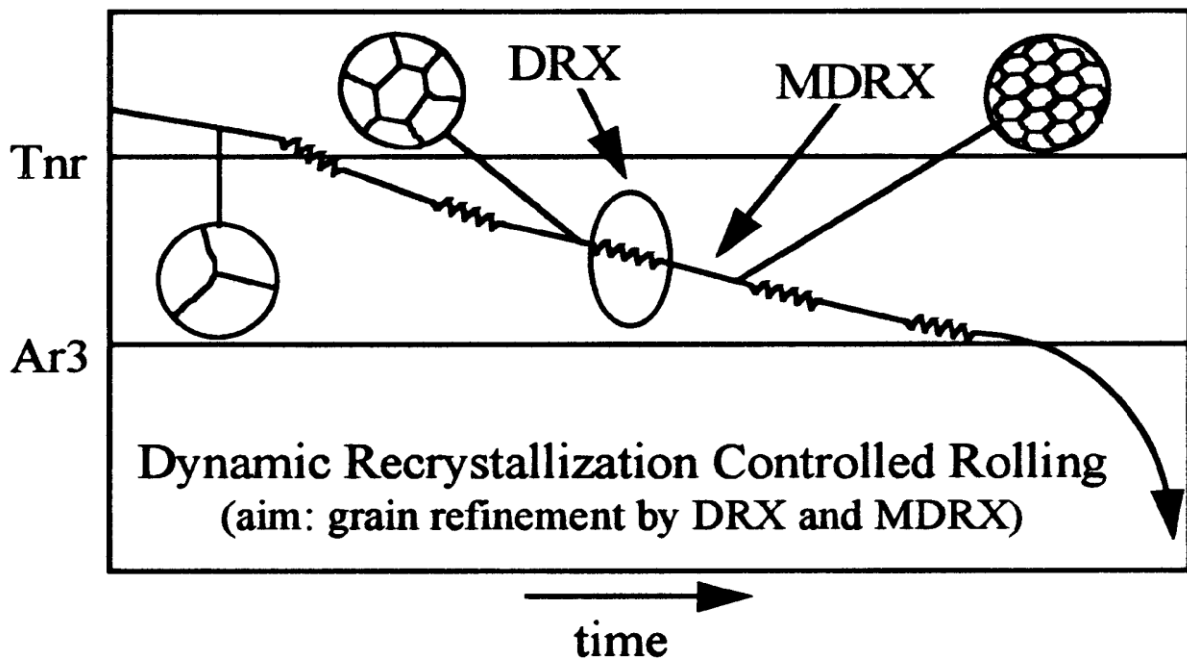 DRX
MDRX
Tnr
Ar3
Dynamic Recrystallization Controlled Rolling
(aim: grain refinement by DRX and MDRX)
time